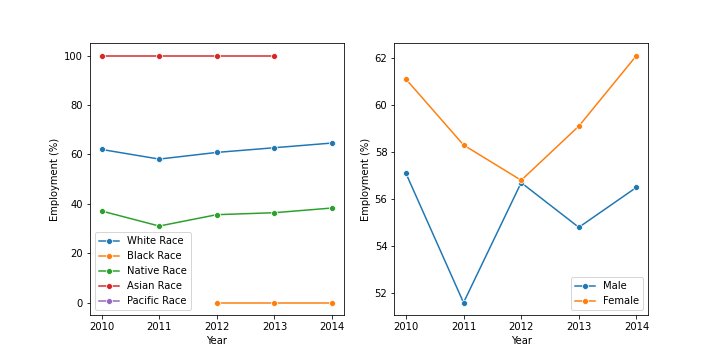 Employment (%)
100
80
60
40
20
0
White Race
Black Race
Native Race
Asian Race
Pacific Race
2010 2011 2012 2013 2014
Year
Employment (%)
62
60
58
56
54
52
Male
Female
2010 2011 2012 2013 2014
Year